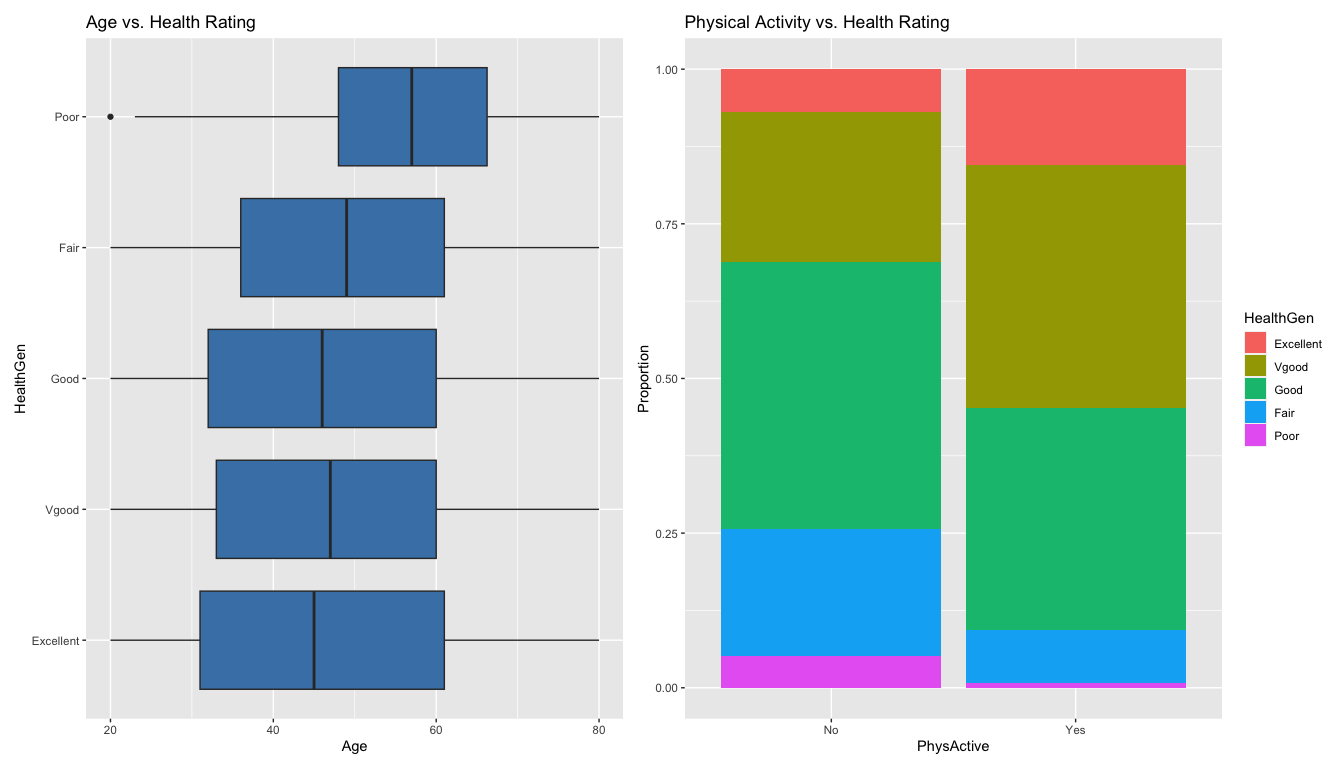 Age vs. Health Rating
HealthGen
Poor
Fair
Good
Vgood
Excellent
20 40 60 80
Age
Physical Activity vs. Health Rating
Proportion
1.00
0.75
0.50
0.25
0.00
No Yes
PhysActive
HealthGen
Excellent
Vgood
Good
Fair
Poor